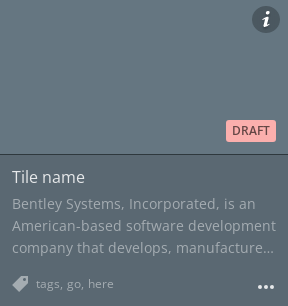 i
DRAFT
Tile name
Bentley Systems, Incorporated, is an
American-based software development
company that develops, manufacture...
tags, go, here